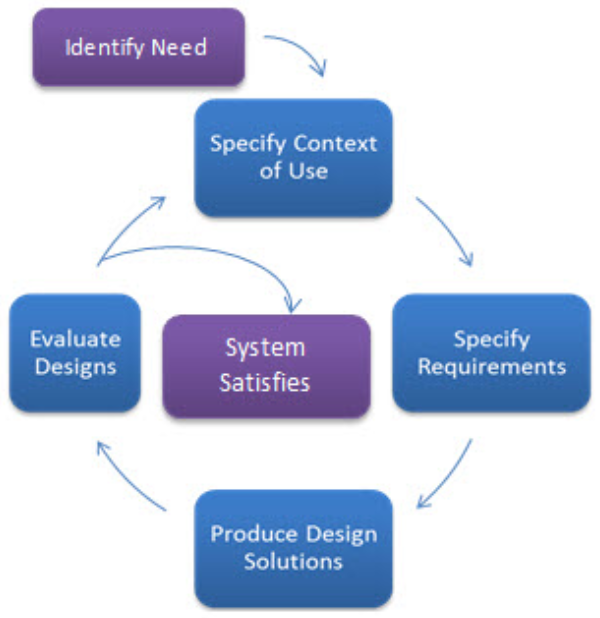 Identify Need
Specify Context
of Use
Evaluate
Designs
System
Satisfies
Specify
Requirements
Produce Design
Solutions